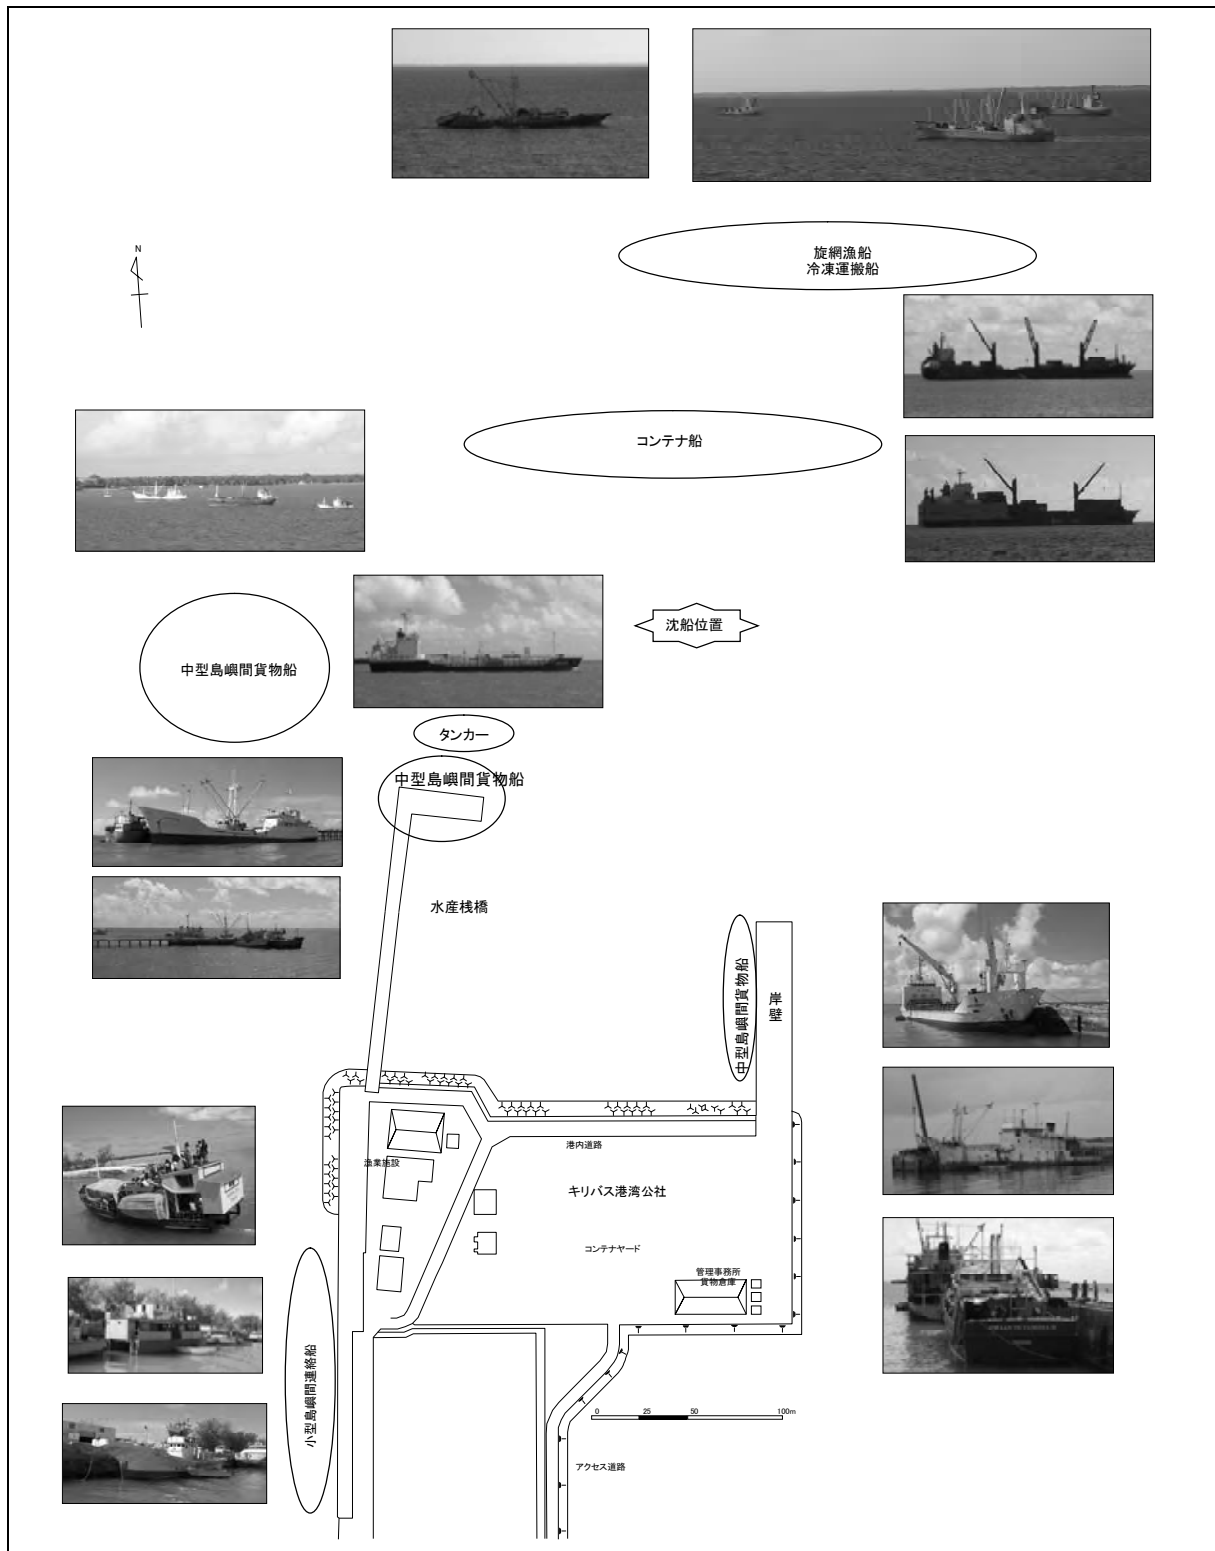 N
旋網漁船
冷凍運搬船
コンテナ船
沈船位置
中型島嶼間貨物船
タンカー
中型島嶼間貨物船
水産桟橋
中型島嶼間貨物船
岸壁
港内道路
漁業施設
キリバス港湾公社
コンテナヤード
管理事務所
貨物倉庫
小型島嶼間連絡船
0 25 50 100m
アクセス道路